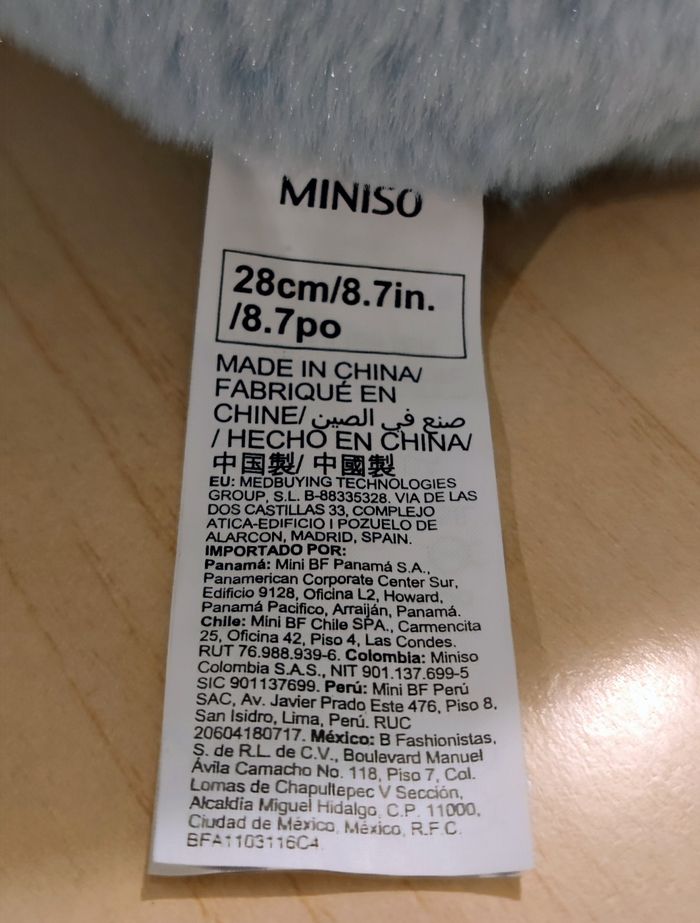 MINISO
28cm/8.7in.
/8.7po
MADE IN CHINA/
FABRIQUÉ EN
CHINE/ صنع في الصين
/ HECHO EN CHINA/
中国製/ 中國製
EU: MEDBUYING TECHNOLOGIES
GROUP, S.L. B-88335328. VIA DE LAS
DOS CASTILLAS 33, COMPLEJO
ATICA-EDIFICIO I POZUELO DE
ALARCON, MADRID, SPAIN.
IMPORTADO POR:
Panamá: Mini BF Panamá S.A.,
Panamerican Corporate Center Sur,
Edificio 9128, Oficina L2, Howard,
Panamá Pacifico, Arraiján, Panamá.
Chile: Mini BF Chile SPA., Carmencita
25, Oficina 42, Piso 4, Las Condes.
RUT 76.988.939-6. Colombia: Miniso
Colombia S.A.S., NIT 901.137.699-5
SIC 901137699. Perú: Mini BF Perú
SAC, Av. Javier Prado Este 476, Piso 8,
San Isidro, Lima, Perú. RUC
20604180717. México: B Fashionistas,
S. de R.L. de C.V., Boulevard Manuel
Ávila Camacho No. 118, Piso 7, Col.
Lomas de Chapultepec V Sección,
Alcaldía Miguel Hidalgo, C.P. 11000,
Ciudad de México, México, R.F.C.
BFA1103116C4